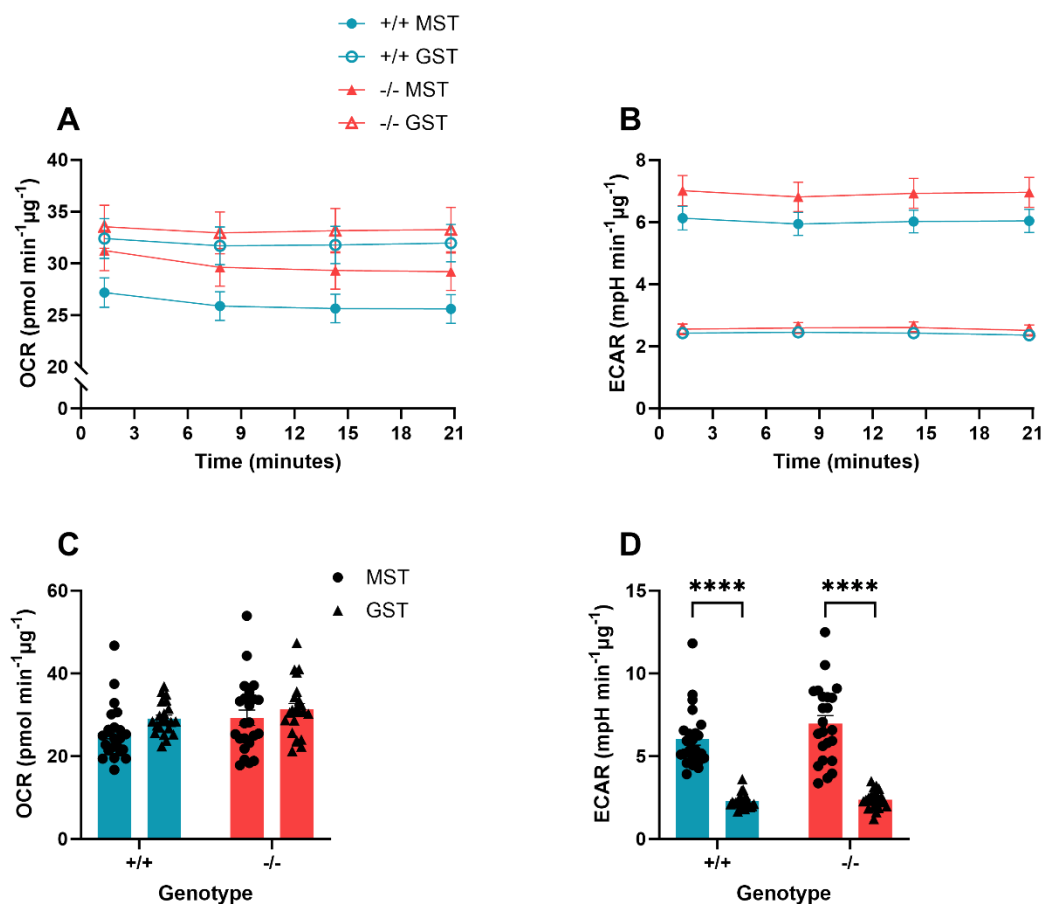 +/+ MST
+/+ GST
-/- MST
-/- GST
A
OCR (pmol min⁻¹µg⁻¹)
40
35
30
25
20
0
0 3 6 9 12 15 18 21
Time (minutes)
B
ECAR (mpH min⁻¹µg⁻¹)
8
6
4
2
0
0 3 6 9 12 15 18 21
Time (minutes)
C
MST
GST
OCR (pmol min⁻¹µg⁻¹)
60
40
20
0
+/+ -/-
Genotype
D
**** ****
ECAR (mpH min⁻¹µg⁻¹)
15
10
5
0
+/+ -/-
Genotype